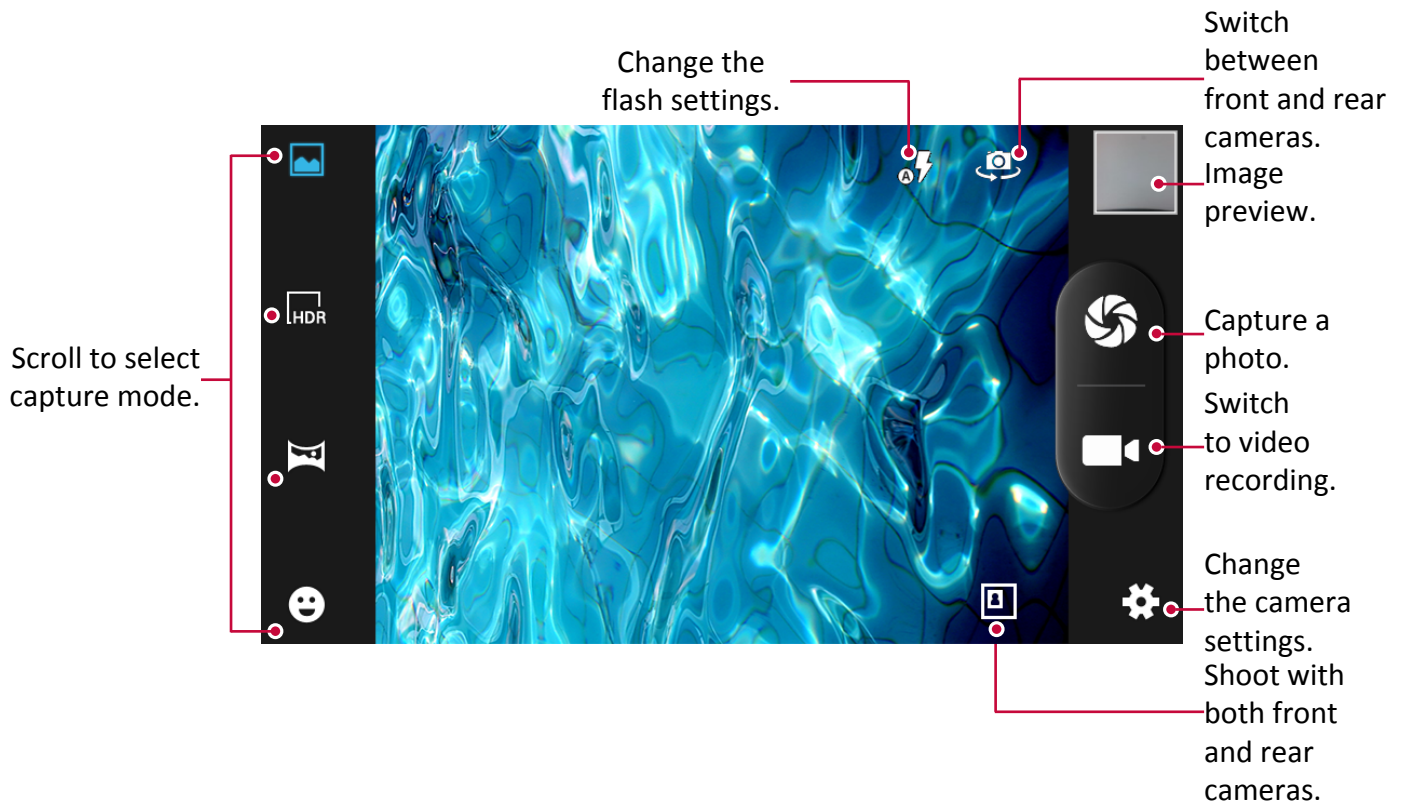 Change the
flash settings.
Switch
between
front and rear
cameras.
Image
preview.
A
HDR
Scroll to select
capture mode.
Capture a
photo.
Switch
to video
recording.
Change
the camera
settings.
Shoot with
both front
and rear
cameras.